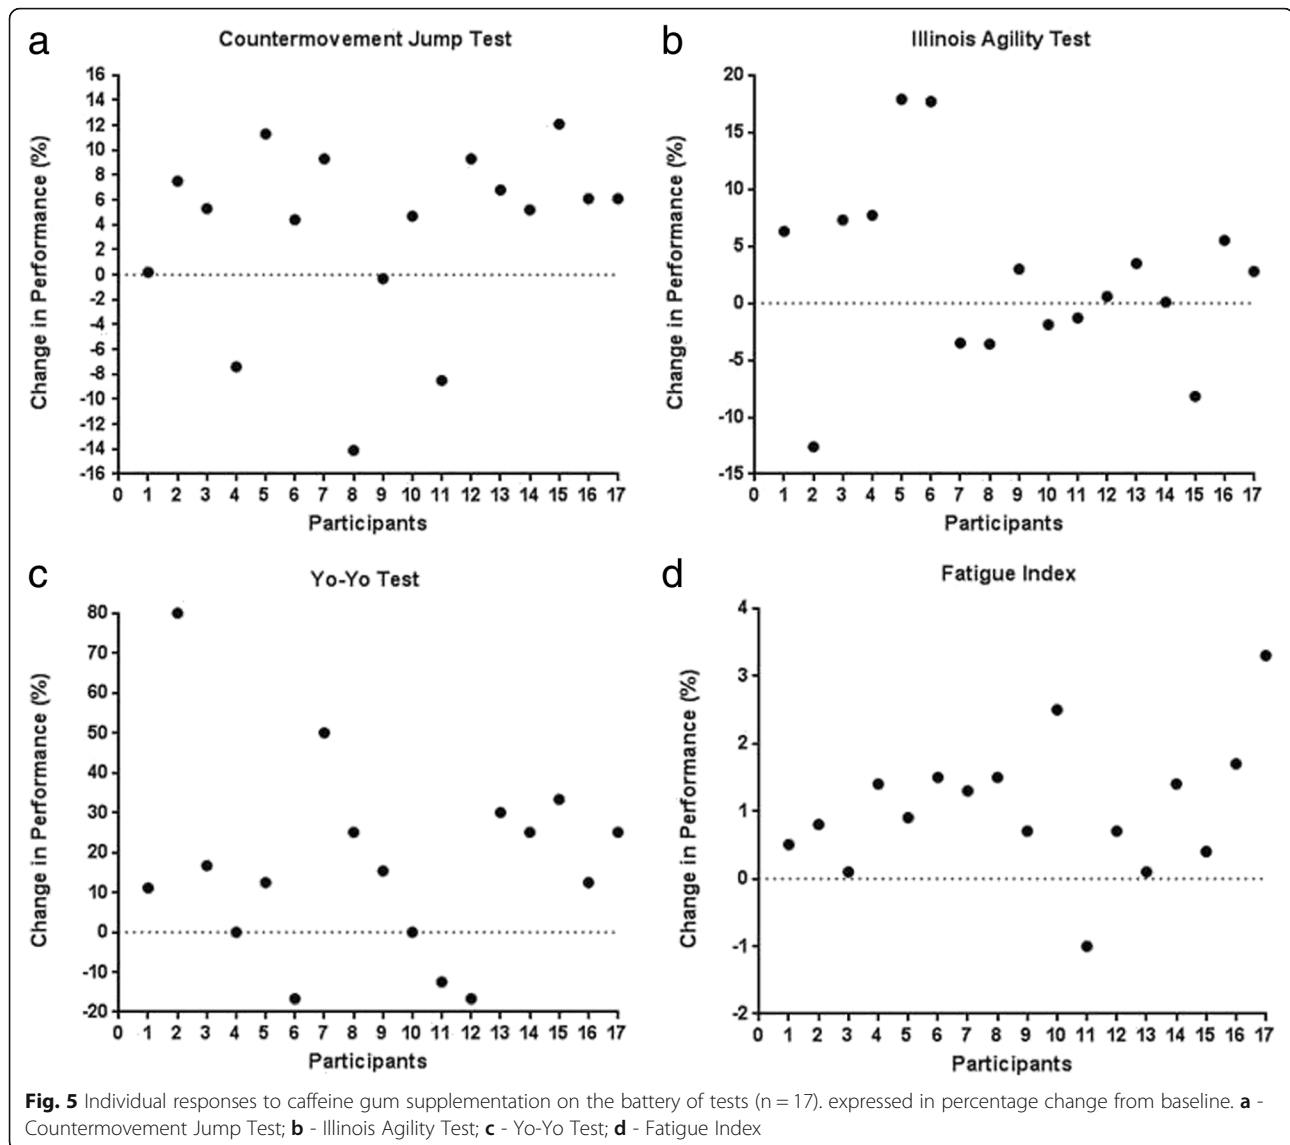 a
Countermovement Jump Test
Change in Performance (%)
16
14
12
10
8
6
4
2
0
-2
-4
-6
-8
-10
-12
-14
-16
0 1 2 3 4 5 6 7 8 9 10 11 12 13 14 15 16 17
Participants
b
Illinois Agility Test
Change in Performance (%)
20
15
10
5
0
-5
-10
-15
0 1 2 3 4 5 6 7 8 9 10 11 12 13 14 15 16 17
Participants
c
Yo-Yo Test
Change in Performance (%)
80
70
60
50
40
30
20
10
0
-10
-20
0 1 2 3 4 5 6 7 8 9 10 11 12 13 14 15 16 17
Participants
d
Fatigue Index
Change in Performance (%)
4
3
2
1
0
-1
-2
0 1 2 3 4 5 6 7 8 9 10 11 12 13 14 15 16 17
Participants
Fig. 5 Individual responses to caffeine gum supplementation on the battery of tests (n = 17). expressed in percentage change from baseline. a -
Countermovement Jump Test; b - Illinois Agility Test; c - Yo-Yo Test; d - Fatigue Index